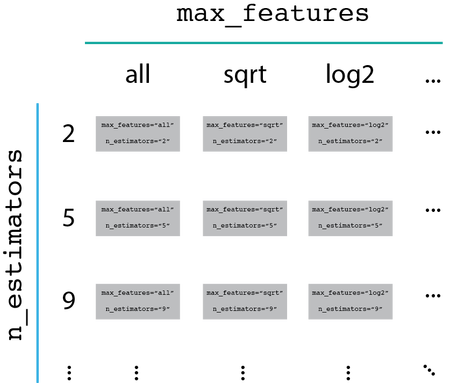 max_features
all sqrt log2 ...
n_estimators
2 max_features="all" max_features="sqrt" max_features="log2" ...
n_estimators="2" n_estimators="2" n_estimators="2"
5 max_features="all" max_features="sqrt" max_features="log2" ...
n_estimators="5" n_estimators="5" n_estimators="5"
9 max_features="all" max_features="sqrt" max_features="log2" ...
n_estimators="9" n_estimators="9" n_estimators="9"
⋮ ⋮ ⋮ ⋮ ⋱